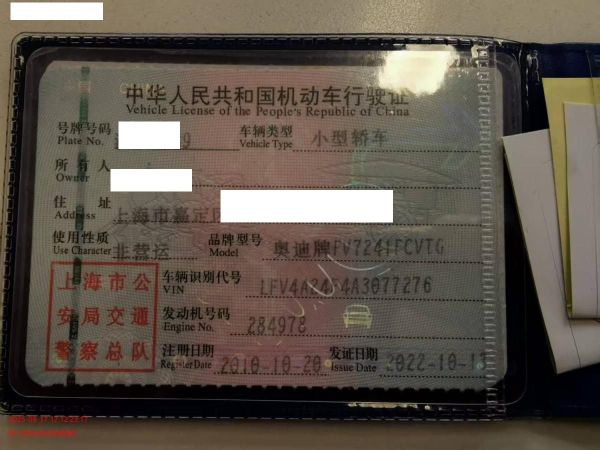 中华人民共和国机动车行驶证
Vehicle License of the People's Republic of China
号牌号码 9 车辆类型 小型轿车
Plate No. Vehicle Type
所有人
Owner
住址 上海市嘉定
Address
使用性质 非营运 品牌型号 奥迪牌FV7241FCVTG
Use Character Model
上海市公
安局交通
警察总队
车辆识别代号
VIN
发动机号码 284978
Engine No.
注册日期 2010-10-20 发证日期 2022-10-1
Register Date Issue Date